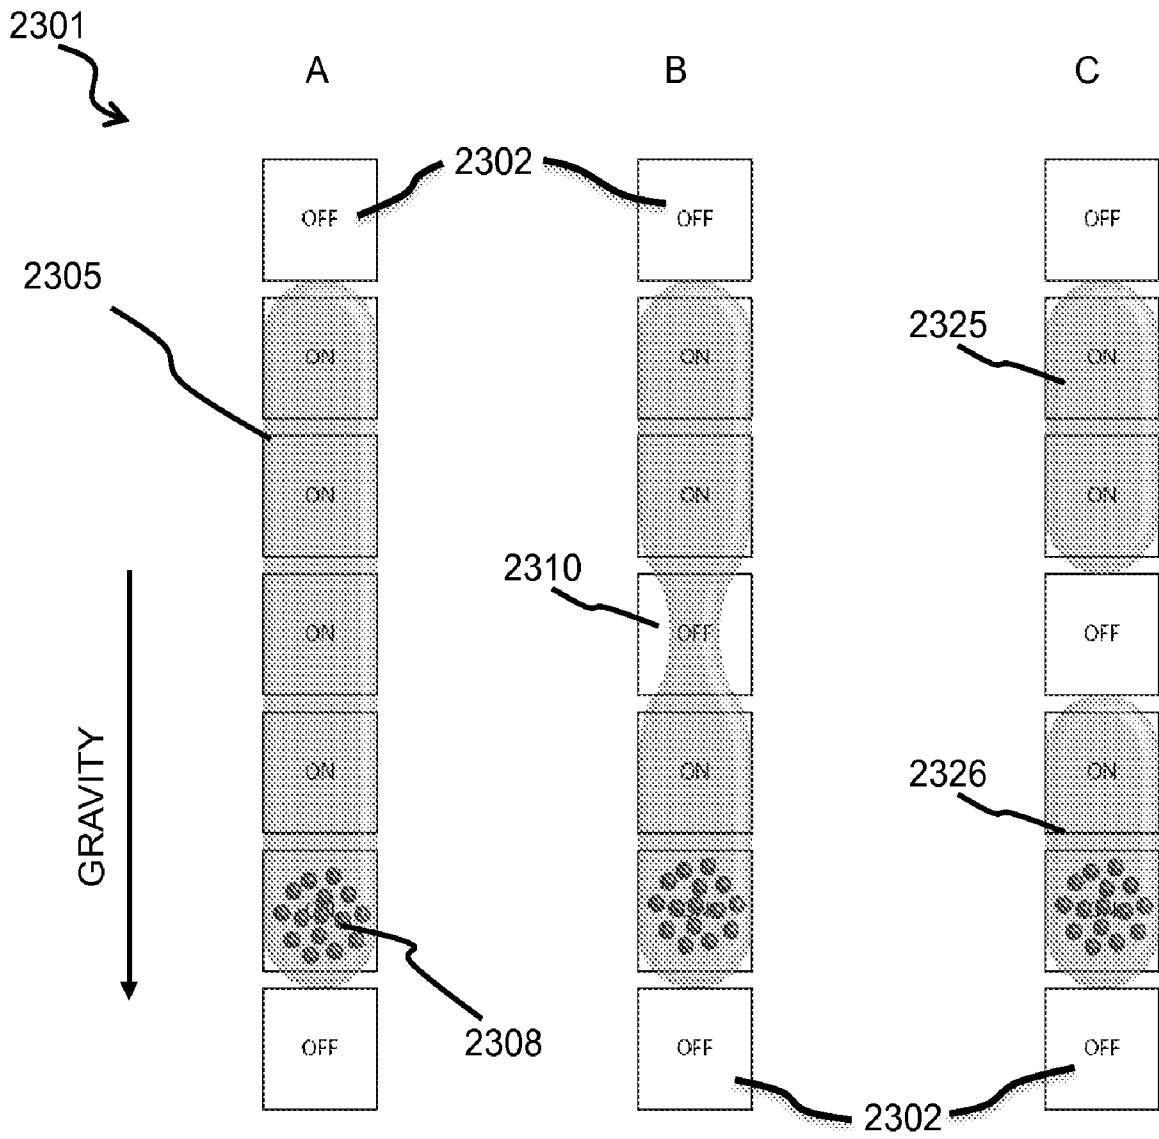 2301
A B C
2302
OFF OFF OFF
2305
2325
ON ON ON
ON ON ON
2310
ON OFF OFF
GRAVITY
2326
ON ON ON
2308
OFF OFF OFF
2302